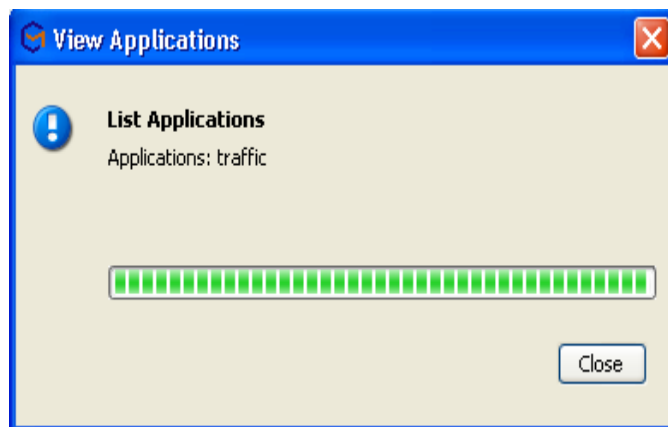 View Applications
List Applications
Applications: traffic
Close